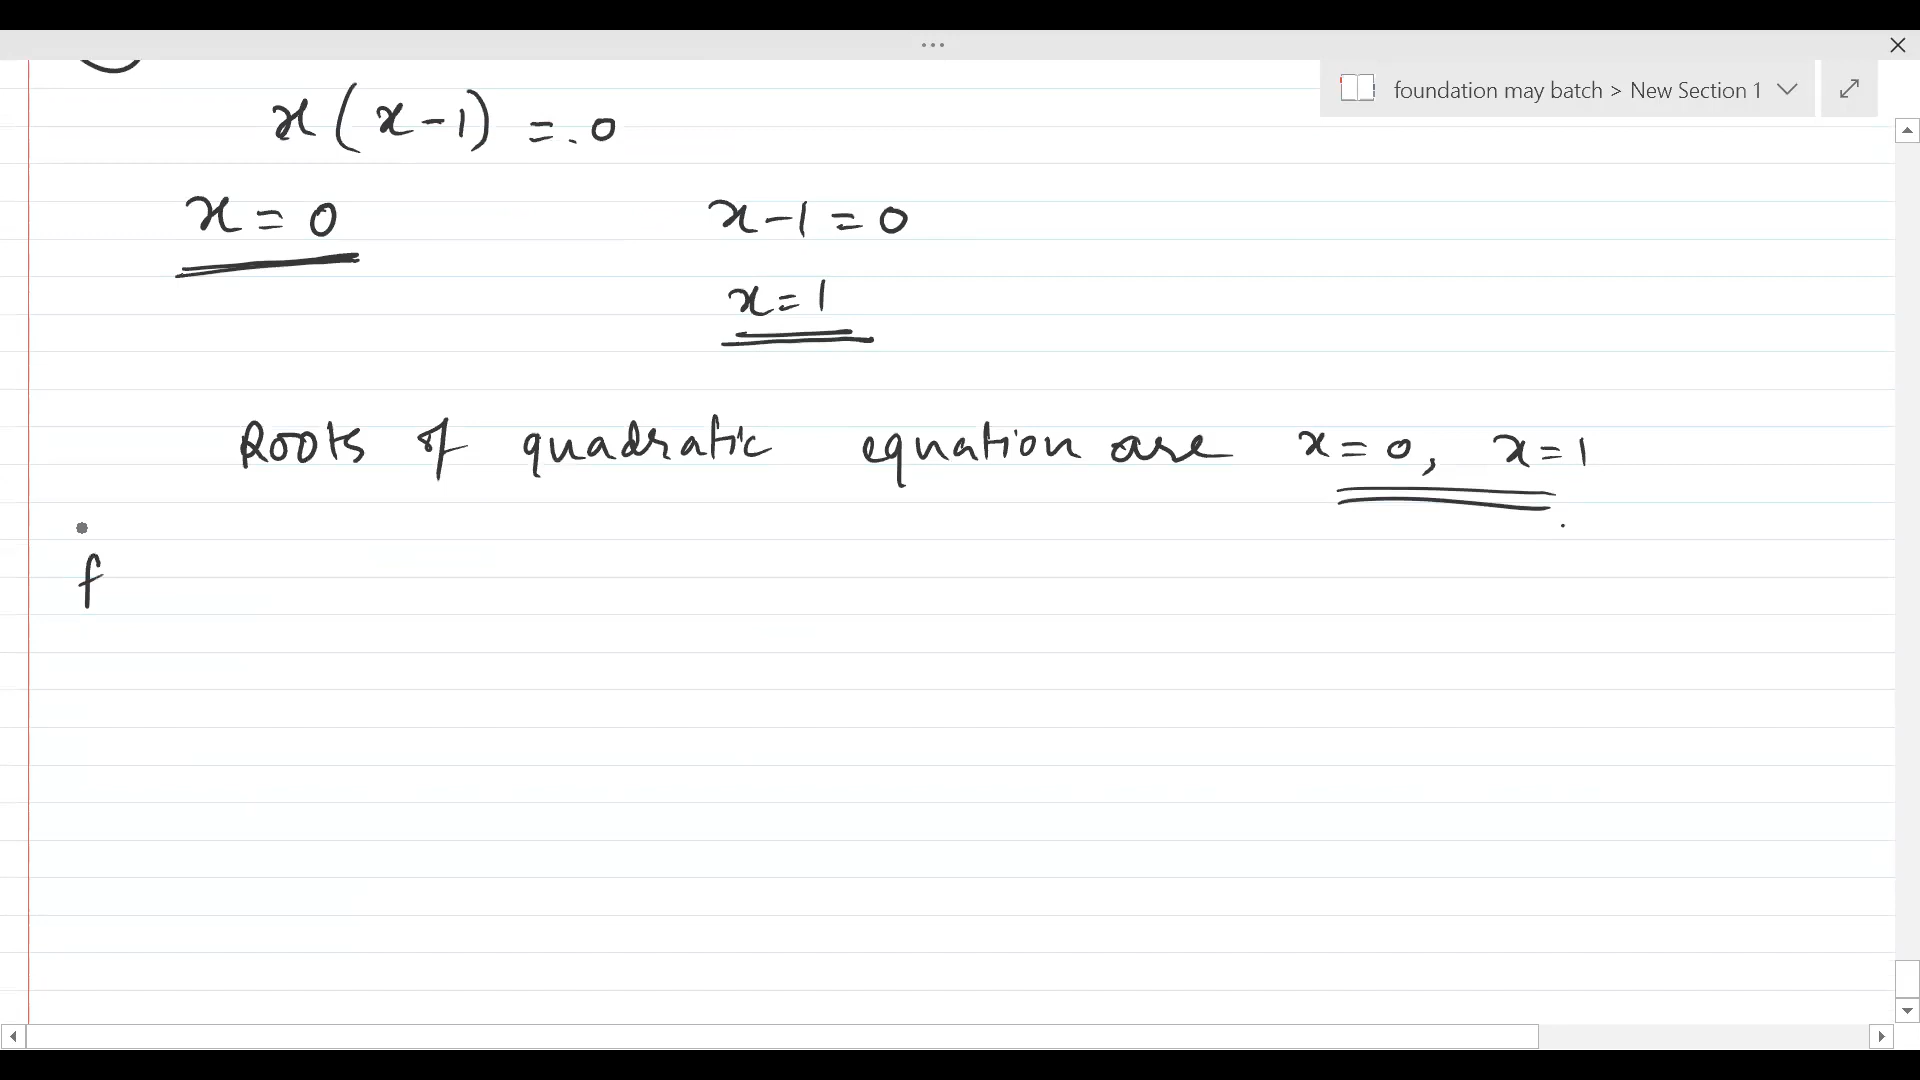 foundation may batch > New Section 1
x(x-1) =. 0
x = 0 x-1 = 0
x = 1
Roots of quadratic equation are x = 0, x = 1
f